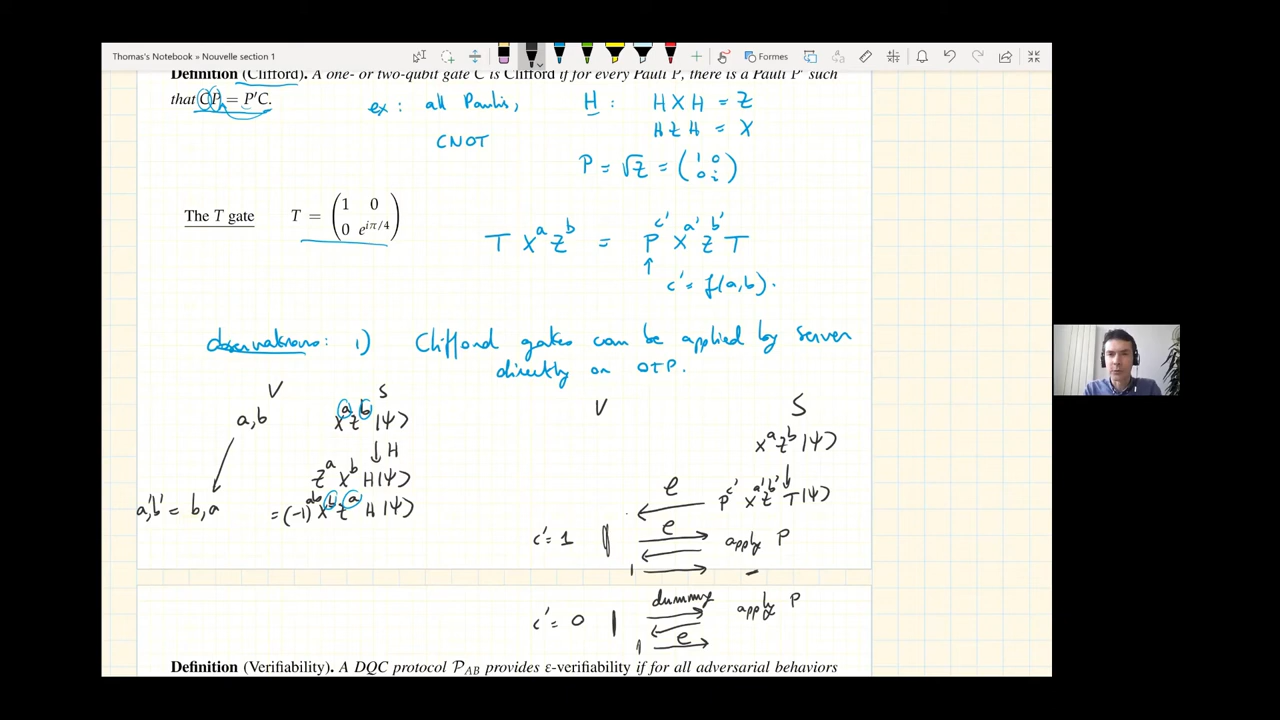 Thomas's Notebook » Nouvelle section 1
Formes
Definition (Clifford). A one- or two-qubit gate C is Clifford if for every Pauli P, there is a Pauli P' such
that CP = P'C.
ex: all Paulis,
CNOT
H : HXH = Z
HZH = X
P = √Z = (1 0
0 i)
The T gate
T = (1 0
0 e^{iπ/4})
T X^a Z^b = P^{c'} X^{a'} Z^{b'} T
↑
c' = f(a,b).
observations: 1) Clifford gates can be applied by server
directly on OTP.
V S
a,b X^a Z^b |ψ⟩
↓ H
Z^a X^b H|ψ⟩
a',b' = b,a = (-1)^{ab} X^b Z^a H|ψ⟩
V S
X^a Z^b |ψ⟩
↓
e P^{c'} X^{a'} Z^{b'} T|ψ⟩
c' = 1 e apply P
c' = 0 dummy apply P
e
Definition (Verifiability). A DQC protocol P_AB provides ε-verifiability if for all adversarial behaviors